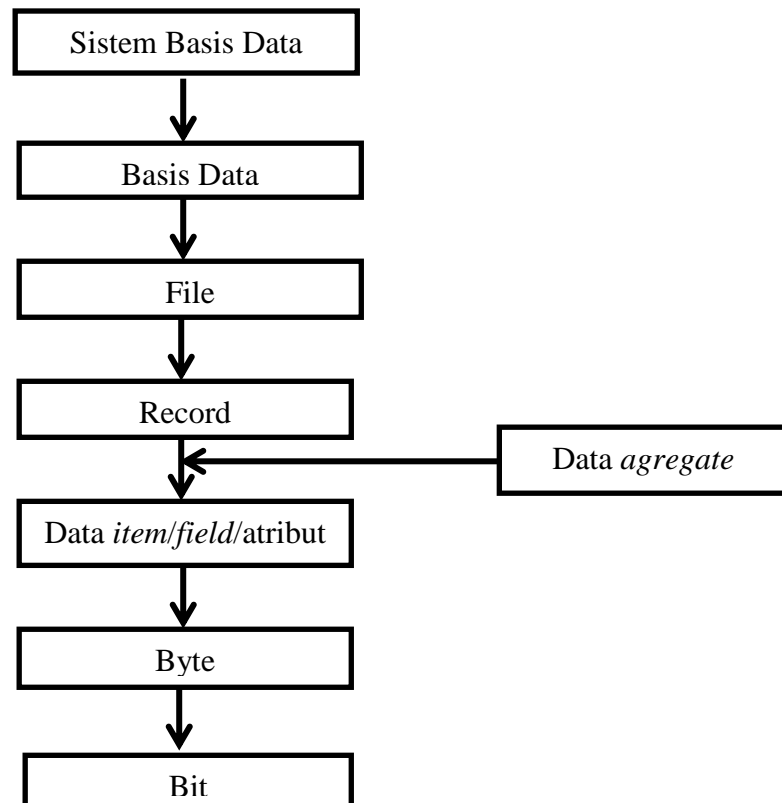 Sistem Basis Data
Basis Data
File
Record
Data agregate
Data item/field/atribut
Byte
Bit